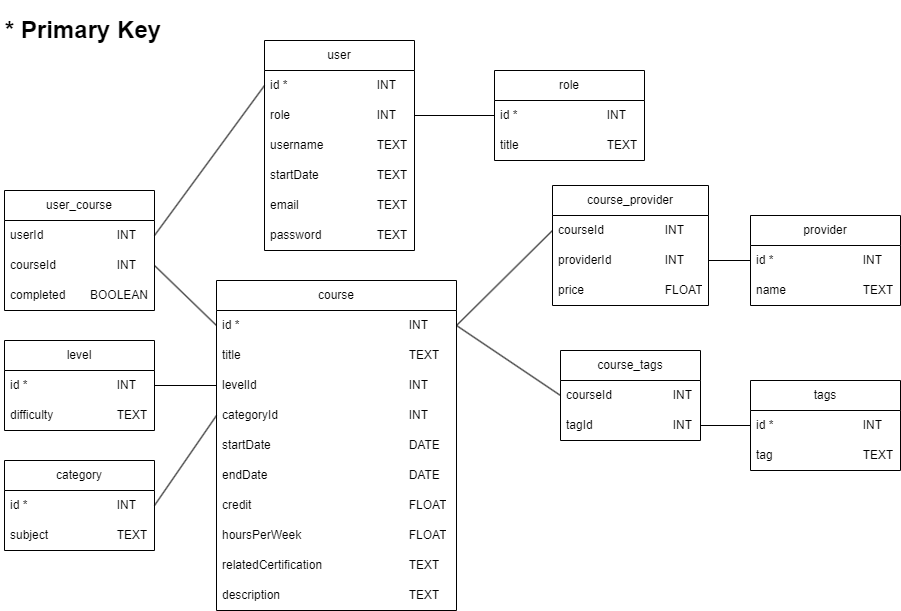 * Primary Key
user
id * INT
role INT
username TEXT
startDate TEXT
email TEXT
password TEXT
role
id * INT
title TEXT
user_course
userId INT
courseId INT
completed BOOLEAN
course_provider
courseId INT
providerId INT
price FLOAT
provider
id * INT
name TEXT
course
id * INT
title TEXT
levelId INT
categoryId INT
startDate DATE
endDate DATE
credit FLOAT
hoursPerWeek FLOAT
relatedCertification TEXT
description TEXT
level
id * INT
difficulty TEXT
course_tags
courseId INT
tagId INT
tags
id * INT
tag TEXT
category
id * INT
subject TEXT